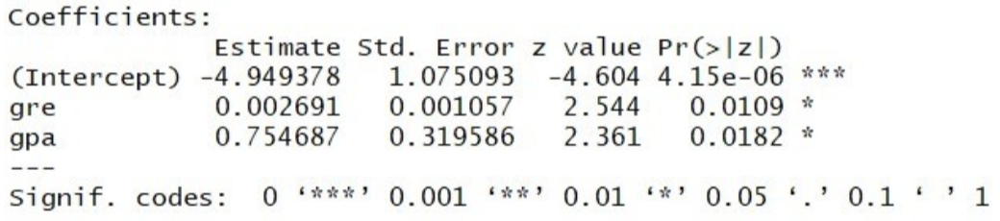 Coefficients:
Estimate Std. Error z value Pr(>|z|)
(Intercept) -4.949378 1.075093 -4.604 4.15e-06 ***
gre 0.002691 0.001057 2.544 0.0109 *
gpa 0.754687 0.319586 2.361 0.0182 *
---
Signif. codes: 0 ‘***’ 0.001 ‘**’ 0.01 ‘*’ 0.05 ‘.’ 0.1 ‘ ’ 1